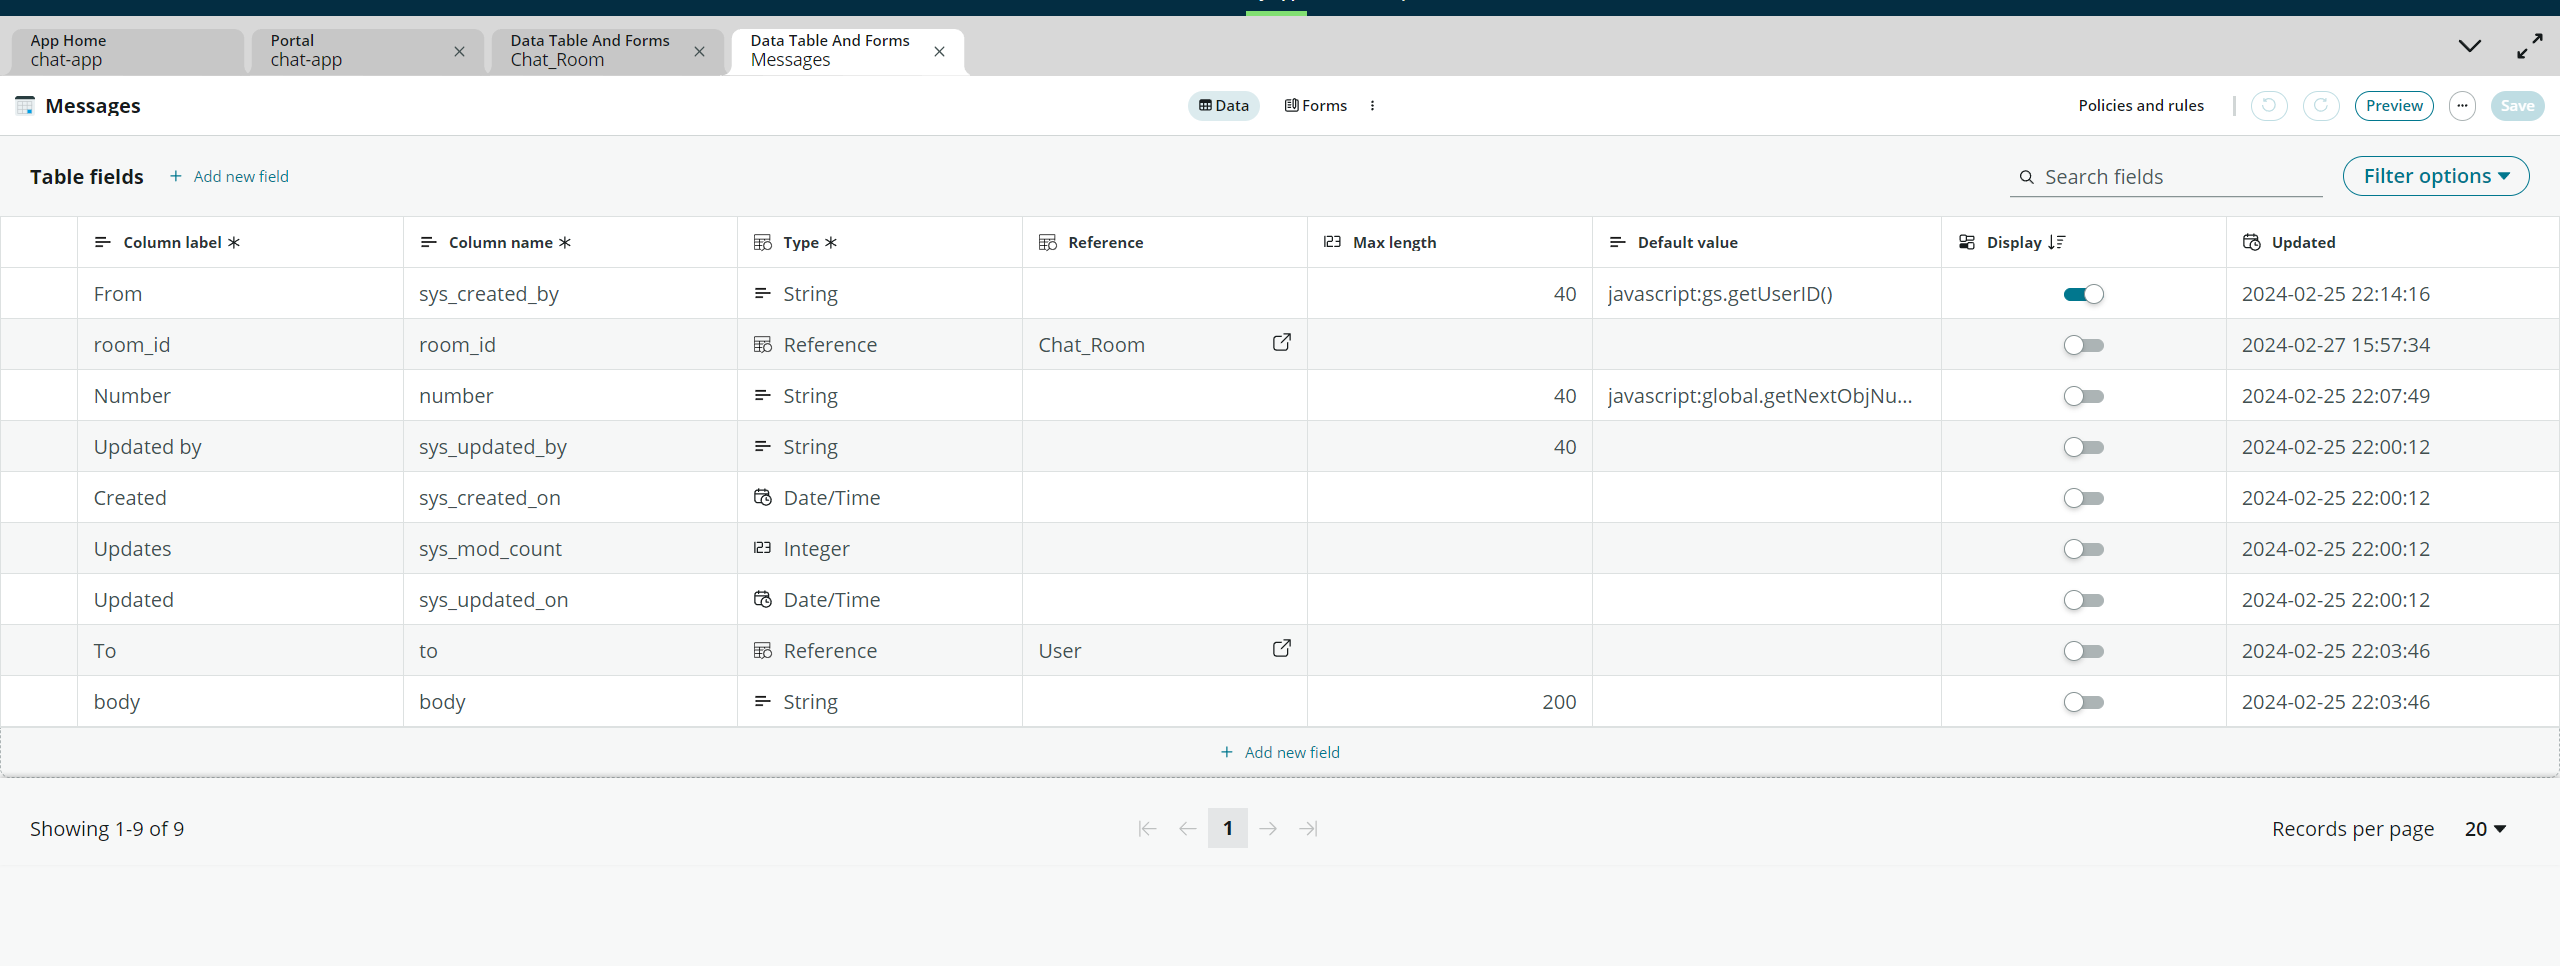 App Home
chat-app
Portal
chat-app
Data Table And Forms
Chat_Room
Data Table And Forms
Messages
Messages
Data
Forms
Policies and rules
Preview
Save
Table fields
+ Add new field
Search fields
Filter options
Column label * Column name * Type * Reference Max length Default value Display Updated
From sys_created_by String 40 javascript:gs.getUserID() 2024-02-25 22:14:16
room_id room_id Reference Chat_Room 2024-02-27 15:57:34
Number number String 40 javascript:global.getNextObjNu... 2024-02-25 22:07:49
Updated by sys_updated_by String 40 2024-02-25 22:00:12
Created sys_created_on Date/Time 2024-02-25 22:00:12
Updates sys_mod_count Integer 2024-02-25 22:00:12
Updated sys_updated_on Date/Time 2024-02-25 22:00:12
To to Reference User 2024-02-25 22:03:46
body body String 200 2024-02-25 22:03:46
+ Add new field
Showing 1-9 of 9
1
Records per page 20